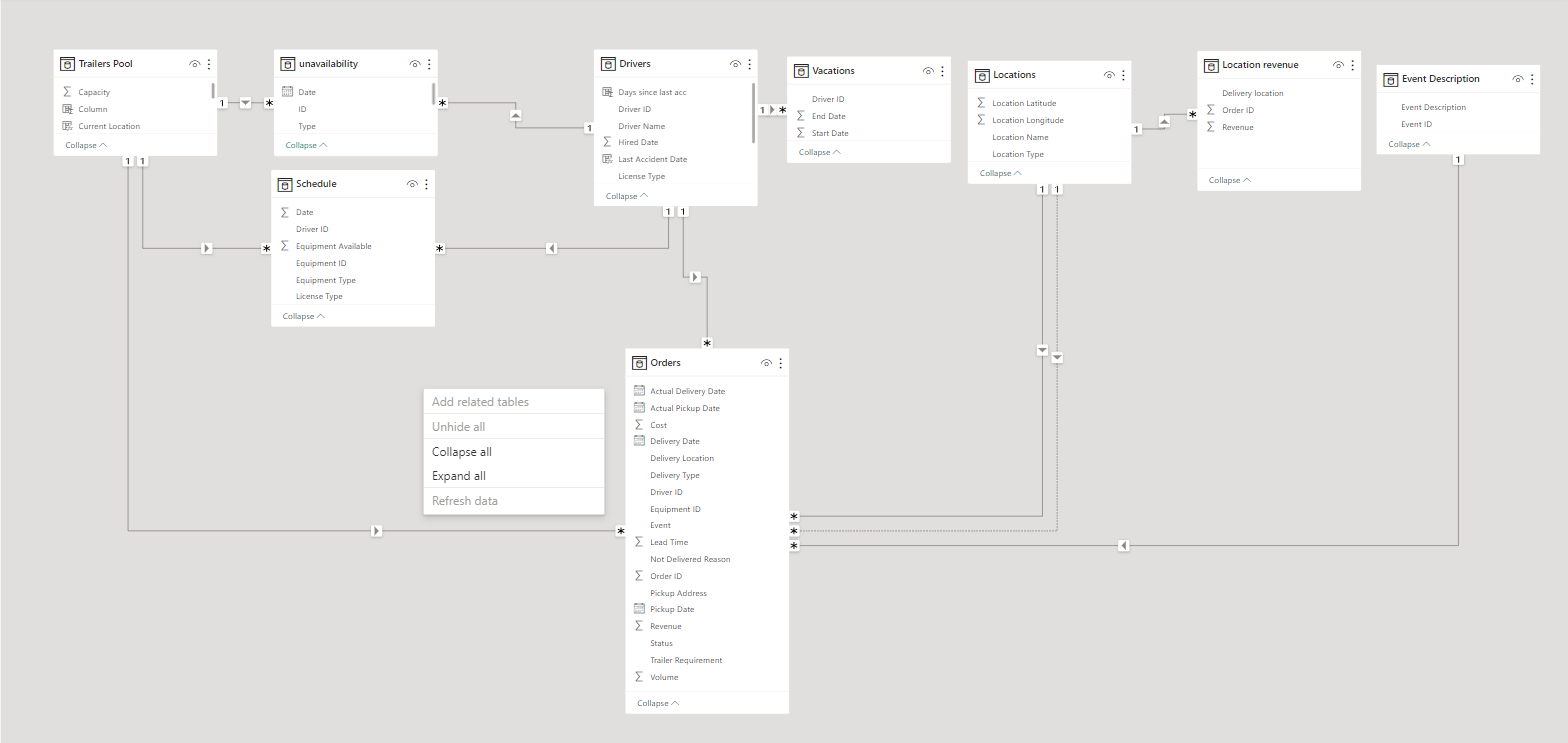 Trailers Pool
Capacity
Column
Current Location
Collapse
1
*
unavailability
Date
ID
Type
Collapse
*
1
Drivers
Days since last acc
Driver ID
Driver Name
Hired Date
Last Accident Date
License Type
Collapse
1
*
Vacations
Driver ID
End Date
Start Date
Collapse
Locations
Location Latitude
Location Longitude
Location Name
Location Type
Collapse
1
*
Location revenue
Delivery location
Order ID
Revenue
Collapse
Event Description
Event Description
Event ID
Collapse
1
1 1
Schedule
Date
Driver ID
Equipment Available
Equipment ID
Equipment Type
License Type
Collapse
*
*
1 1
1 1
*
Orders
Actual Delivery Date
Actual Pickup Date
Cost
Delivery Date
Delivery Location
Delivery Type
Driver ID
Equipment ID
Event
Lead Time
Not Delivered Reason
Order ID
Pickup Address
Pickup Date
Revenue
Status
Trailer Requirement
Volume
Collapse
*
*
*
*
Add related tables
Unhide all
Collapse all
Expand all
Refresh data